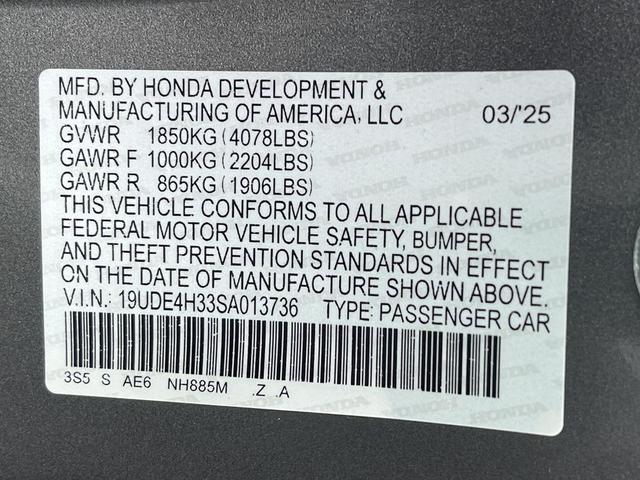 MFD. BY HONDA DEVELOPMENT &
MANUFACTURING OF AMERICA, LLC 03/'25
GVWR 1850KG (4078LBS)
GAWR F 1000KG (2204LBS)
GAWR R 865KG (1906LBS)
THIS VEHICLE CONFORMS TO ALL APPLICABLE
FEDERAL MOTOR VEHICLE SAFETY, BUMPER,
AND THEFT PREVENTION STANDARDS IN EFFECT
ON THE DATE OF MANUFACTURE SHOWN ABOVE.
V.I.N.: 19UDE4H33SA013736 TYPE: PASSENGER CAR
3S5 S AE6 NH885M .Z .A